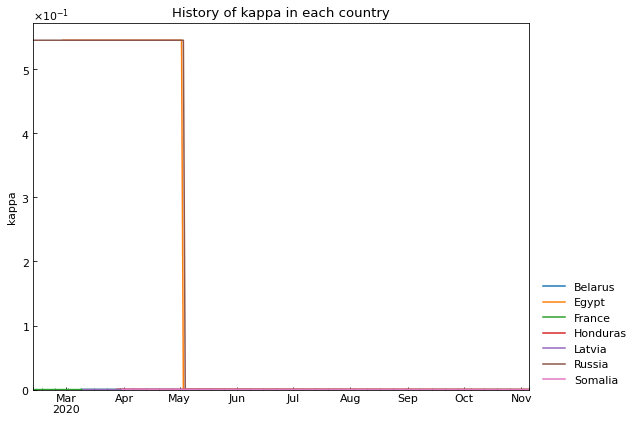 History of kappa in each country
×10⁻¹
5
4
3
2
1
0
kappa
Mar
2020
Apr
May
Jun
Jul
Aug
Sep
Oct
Nov
Belarus
Egypt
France
Honduras
Latvia
Russia
Somalia